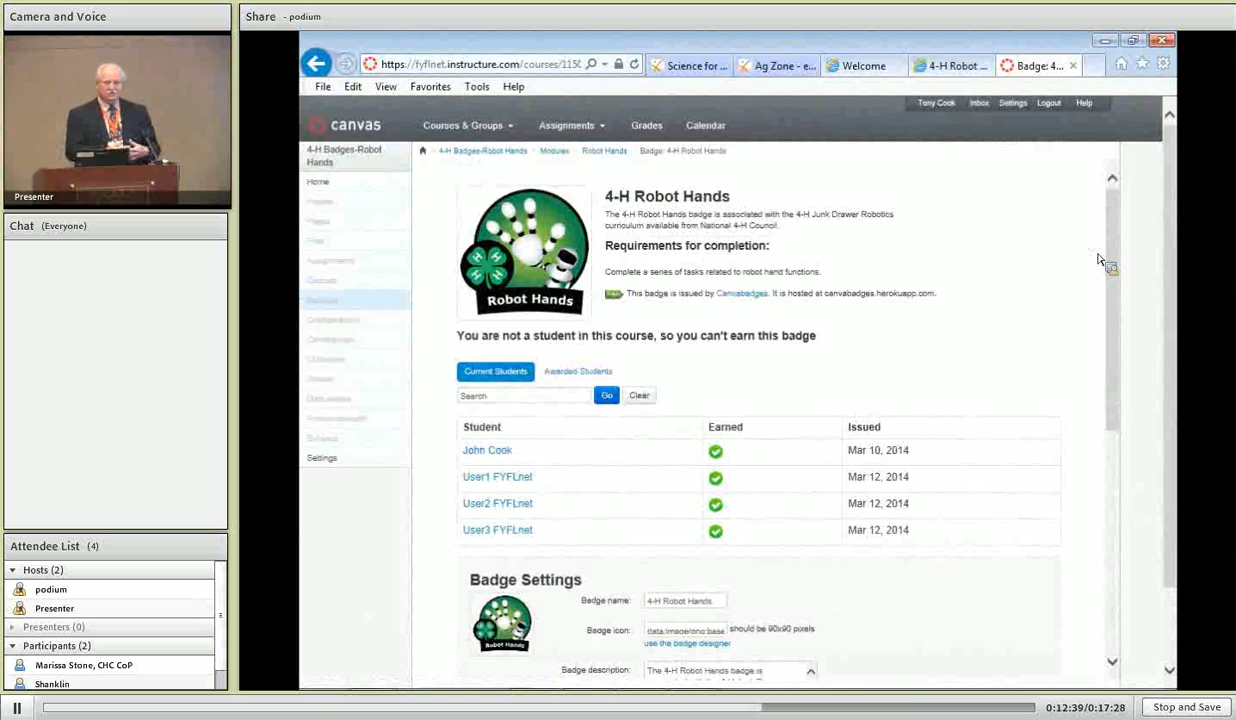 Camera and Voice
Presenter
Chat (Everyone)
Attendee List (4)
Hosts (2)
podium
Presenter
Presenters (0)
Participants (2)
Marissa Stone, CHC CoP
Shanklin
Share - podium
https://fyflnet.instructure.com/courses/115
Science for ...
Ag Zone - e...
Welcome
4-H Robot ...
Badge: 4...
File Edit View Favorites Tools Help
Tony Cook Inbox Settings Logout Help
canvas
Courses & Groups Assignments Grades Calendar
4-H Badges-Robot
Hands
Home
Settings
4-H Badges-Robot Hands Modules Robot Hands Badge: 4-H Robot Hands
H H H H
Robot Hands
4-H Robot Hands
The 4-H Robot Hands badge is associated with the 4-H Junk Drawer Robotics
curriculum available from National 4-H Council.
Requirements for completion:
Complete a series of tasks related to robot hand functions.
This badge is issued by Canvabadges. It is hosted at canvabadges.herokuapp.com.
You are not a student in this course, so you can't earn this badge
Current Students Awarded Students
Search Go Clear
Student Earned Issued
John Cook Mar 10, 2014
User1 FYFLnet Mar 12, 2014
User2 FYFLnet Mar 12, 2014
User3 FYFLnet Mar 12, 2014
Badge Settings
Robot Hands
Badge name: 4-H Robot Hands
Badge icon: data:image/png;base should be 90x90 pixels
use the badge designer
Badge description: The 4-H Robot Hands badge is
0:12:39/0:17:28
Stop and Save